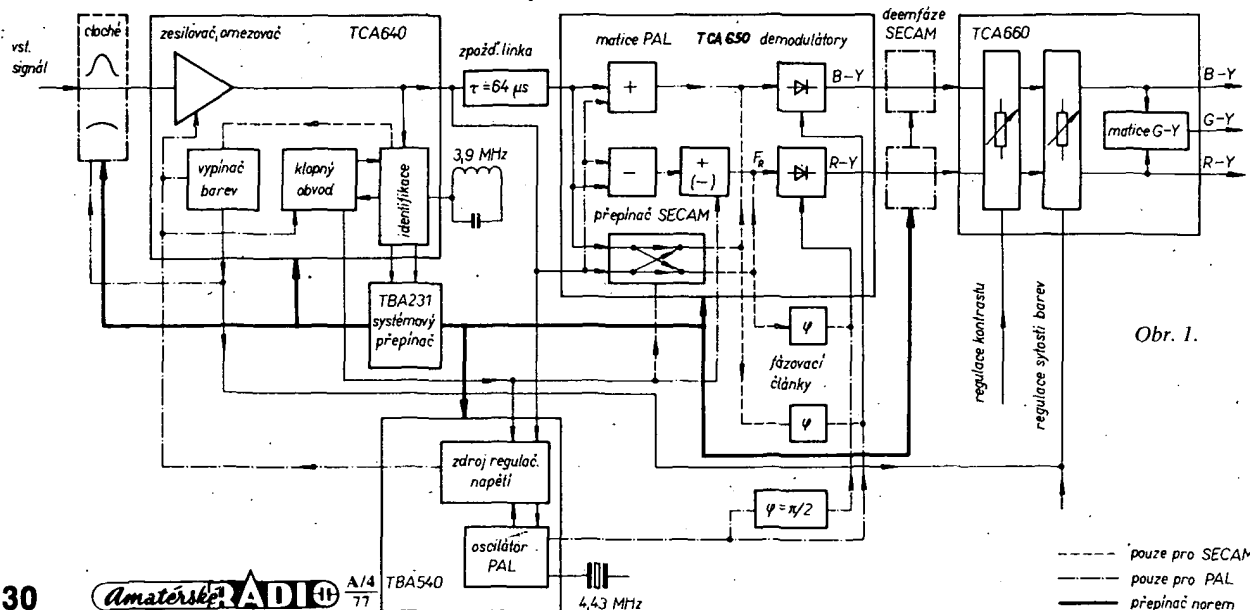 vst.
signál
cloché
zesilovač, omezovač
TCA640
vypínač
barev
klopný
obvod
identifikace
3,9 MHz
zpožď. linka
τ = 64 μs
TBA231
systémový
přepínač
matice PAL
TCA650 demodulátory
+
−
+
(−)
F_R
B-Y
R-Y
přepínač SECAM
φ
fázovací
články
φ
φ = π/2
deemfáze
SECAM
TCA660
matice G-Y
B-Y
G-Y
R-Y
regulace kontrastu
regulace sytosti barev
Obr. 1.
zdroj regulač.
napětí
oscilátor
PAL
TBA540
4,43 MHz
pouze pro SECAM
pouze pro PAL
přepínač norem
30
Amatérské RADIO A/4
77